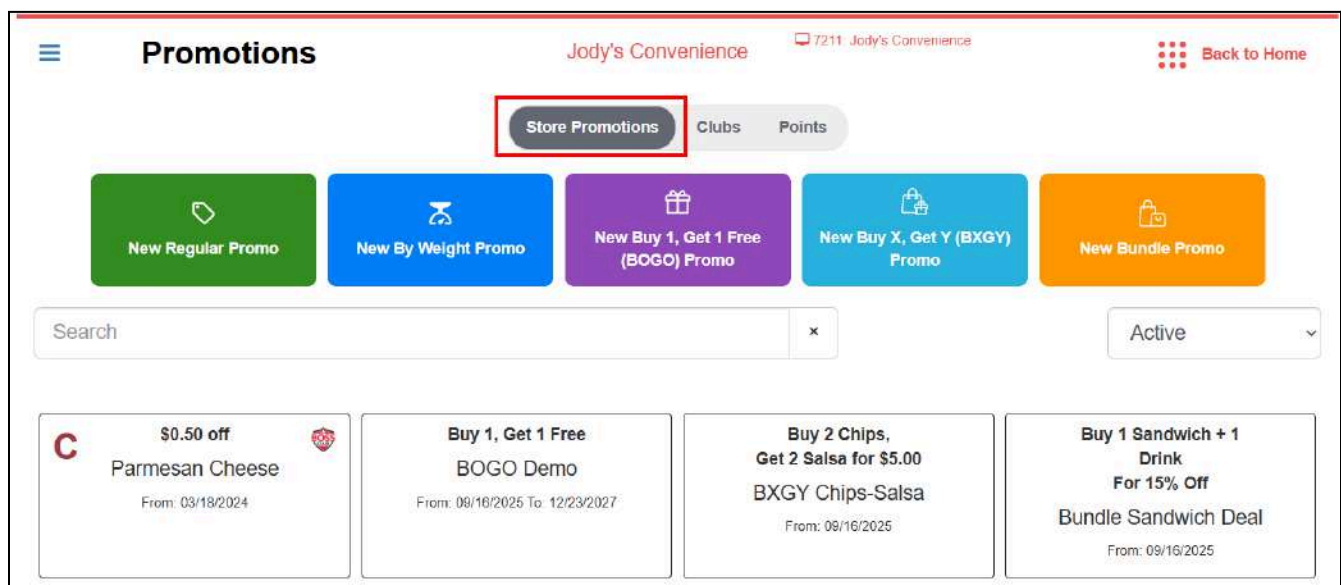 Promotions
Jody's Convenience
7211: Jody's Convenience
Back to Home
Store Promotions
Clubs
Points
New Regular Promo
New By Weight Promo
New Buy 1, Get 1 Free
(BOGO) Promo
New Buy X, Get Y (BXGY)
Promo
New Bundle Promo
Search
×
Active
C
$0.50 off
BOSS
Parmesan Cheese
From: 03/18/2024
Buy 1, Get 1 Free
BOGO Demo
From: 09/16/2025 To: 12/23/2027
Buy 2 Chips,
Get 2 Salsa for $5.00
BXGY Chips-Salsa
From: 09/16/2025
Buy 1 Sandwich + 1
Drink
For 15% Off
Bundle Sandwich Deal
From: 09/16/2025